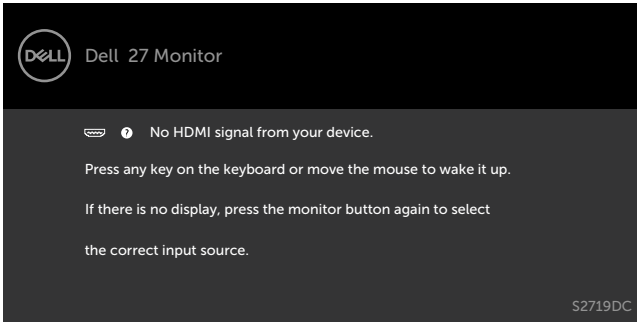 DELL
Dell 27 Monitor
No HDMI signal from your device.
Press any key on the keyboard or move the mouse to wake it up.
If there is no display, press the monitor button again to select
the correct input source.
S2719DC